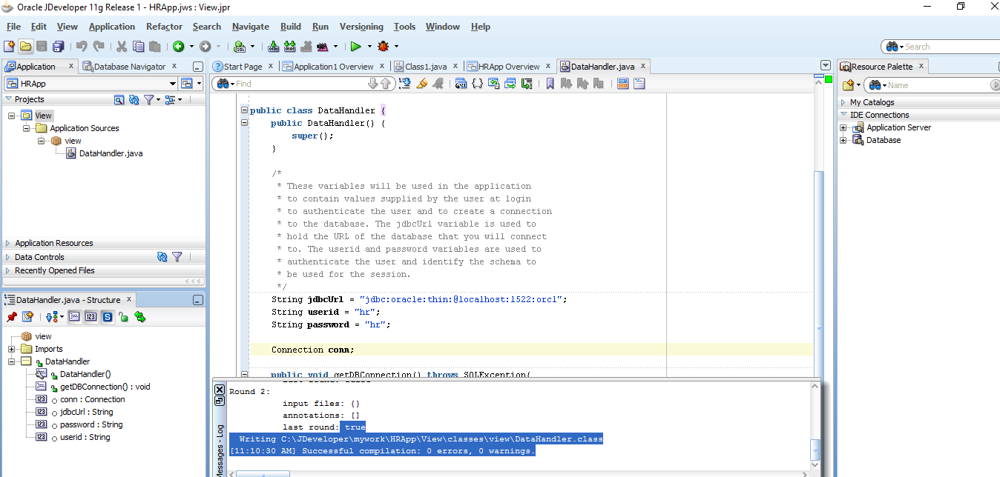 Oracle JDeveloper 11g Release 1 - HRApp.jws : View.jpr
File Edit View Application Refactor Search Navigate Build Run Versioning Tools Window Help
Search
Application x
Database Navigator x
Start Page x
Application1 Overview x
Class1.java x
HRApp Overview x
DataHandler.java x
Resource Palette x
HRApp
Find
Name
Projects
View
Application Sources
view
DataHandler.java
Application Resources
Data Controls
Recently Opened Files
My Catalogs
IDE Connections
Application Server
Database
public class DataHandler {
public DataHandler() {
super();
}
/*
* These variables will be used in the application
* to contain values supplied by the user at login
* to authenticate the user and to create a connection
* to the database. The jdbcUrl variable is used to
* hold the URL of the database that you will connect
* to. The userid and password variables are used to
* authenticate the user and identify the schema to
* be used for the session.
*/
String jdbcUrl = "jdbc:oracle:thin:@localhost:1522:orcl";
String userid = "hr";
String password = "hr";
Connection conn;
public void getDBConnection() throws SQLException{
DataHandler.java - Structure x
view
Imports
DataHandler
DataHandler()
getDBConnection() : void
conn : Connection
jdbcUrl : String
password : String
userid : String
Messages - Log
Round 2:
input files: {}
annotations: []
last round: true
Writing C:\JDeveloper\mywork\HRApp\View\classes\view\DataHandler.class
[11:10:30 AM] Successful compilation: 0 errors, 0 warnings.